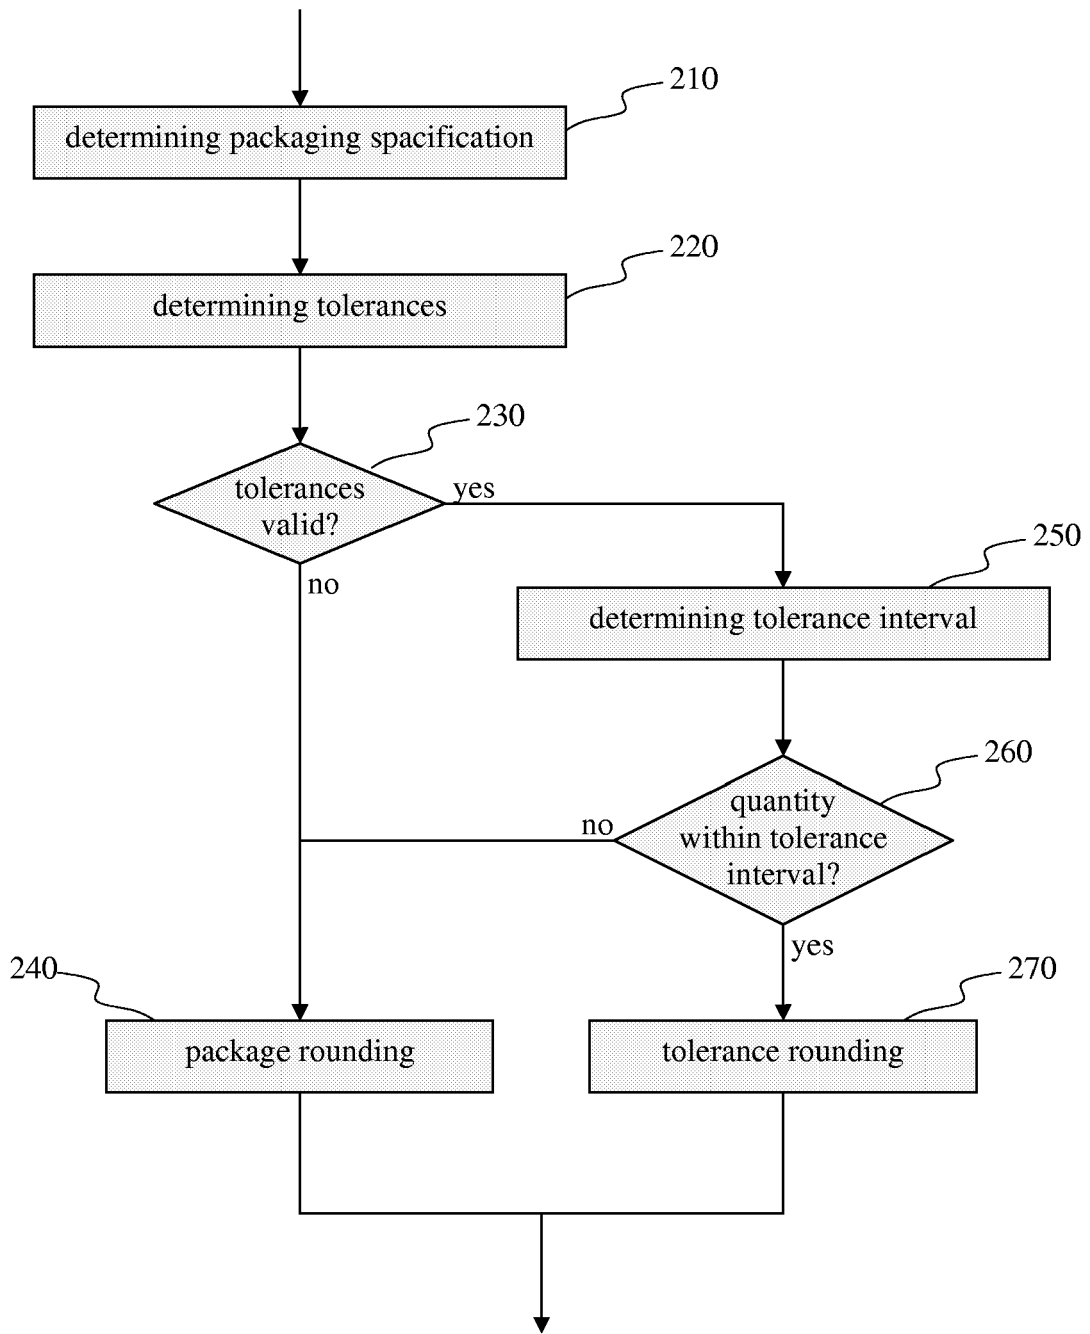 210
determining packaging spacification
220
determining tolerances
230
tolerances
valid?
yes
no
250
determining tolerance interval
260
quantity
within tolerance
interval?
no
yes
240
package rounding
270
tolerance rounding